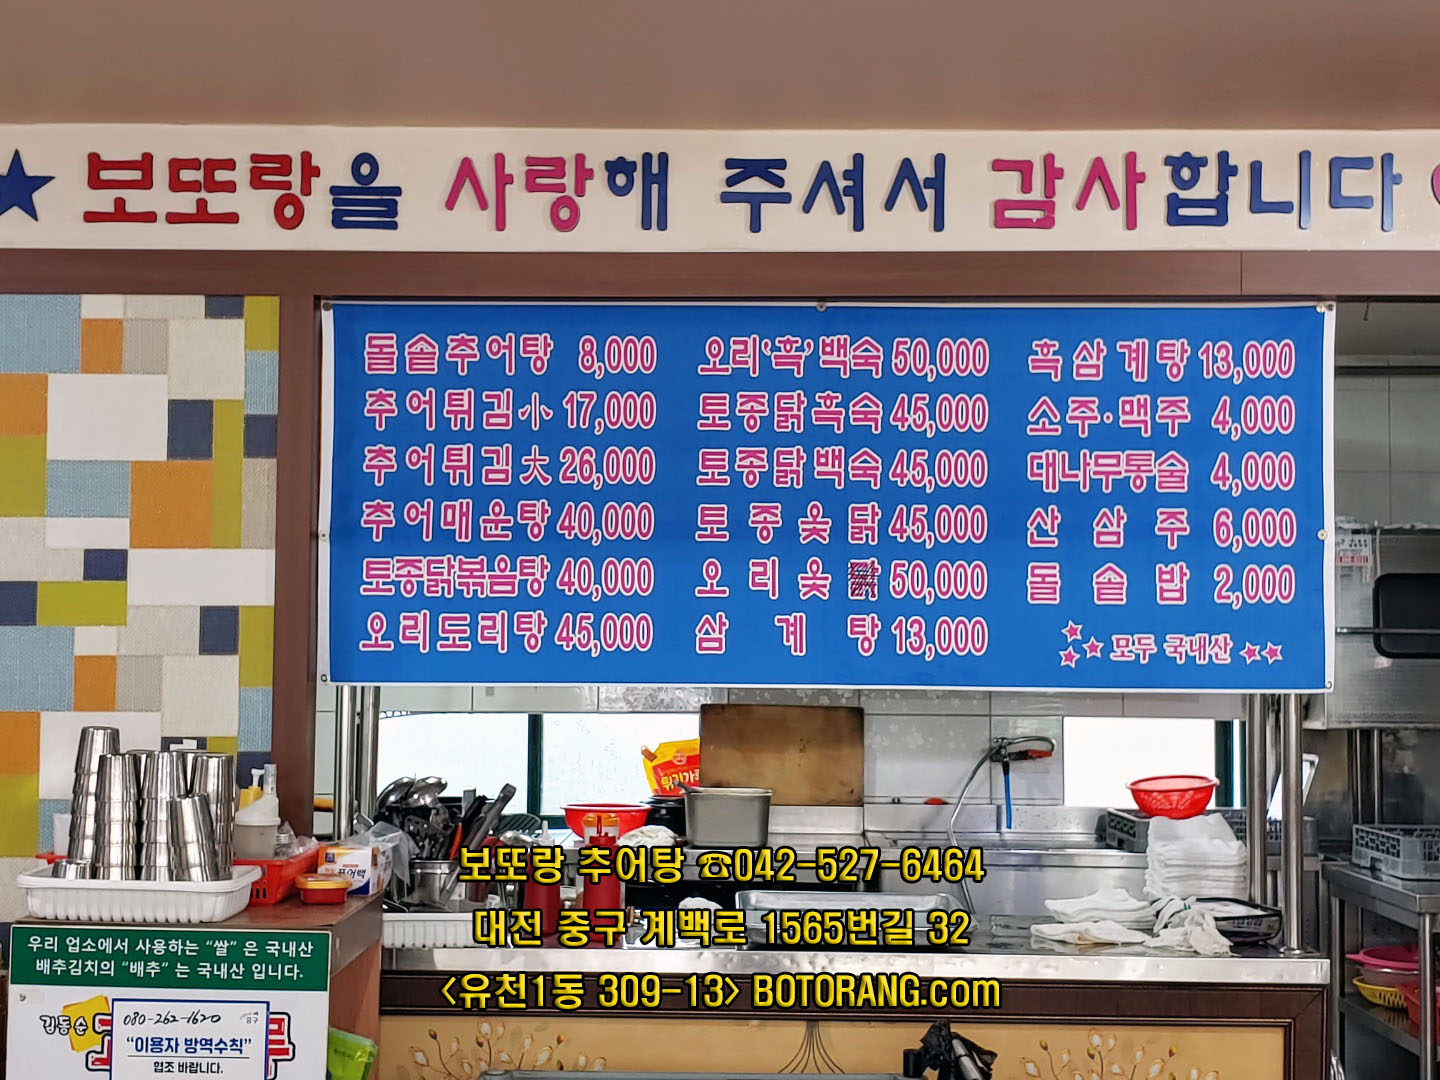 보또랑을 사랑해 주셔서 감사합니다
돌솥추어탕 8,000
추어튀김小 17,000
추어튀김大 26,000
추어매운탕 40,000
토종닭볶음탕 40,000
오리도리탕 45,000
오리'흑'백숙 50,000
토종닭흑숙 45,000
토종닭백숙 45,000
토종옻닭 45,000
오리옻 50,000
삼계탕 13,000
흑삼계탕 13,000
소주·맥주 4,000
대나무통술 4,000
산삼주 6,000
돌솥밥 2,000
모두 국내산
우리 업소에서 사용하는 "쌀" 은 국내산
배추김치의 "배추" 는 국내산 입니다.
김동순
080-262-1620
중구
"이용자 방역수칙"
협조 바랍니다.
보또랑 추어탕 ☎042-527-6464
대전 중구 계백로 1565번길 32
<유천1동 309-13> BOTORANG.com